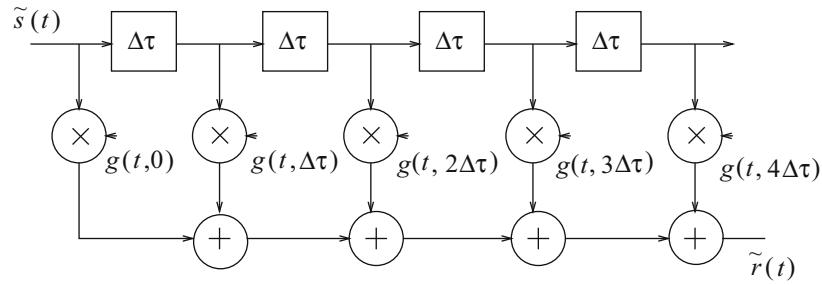 s̃(t)
Δτ Δτ Δτ Δτ
× × × × ×
g(t,0) g(t,Δτ) g(t, 2Δτ) g(t, 3Δτ) g(t, 4Δτ)
+ + + +
r̃(t)